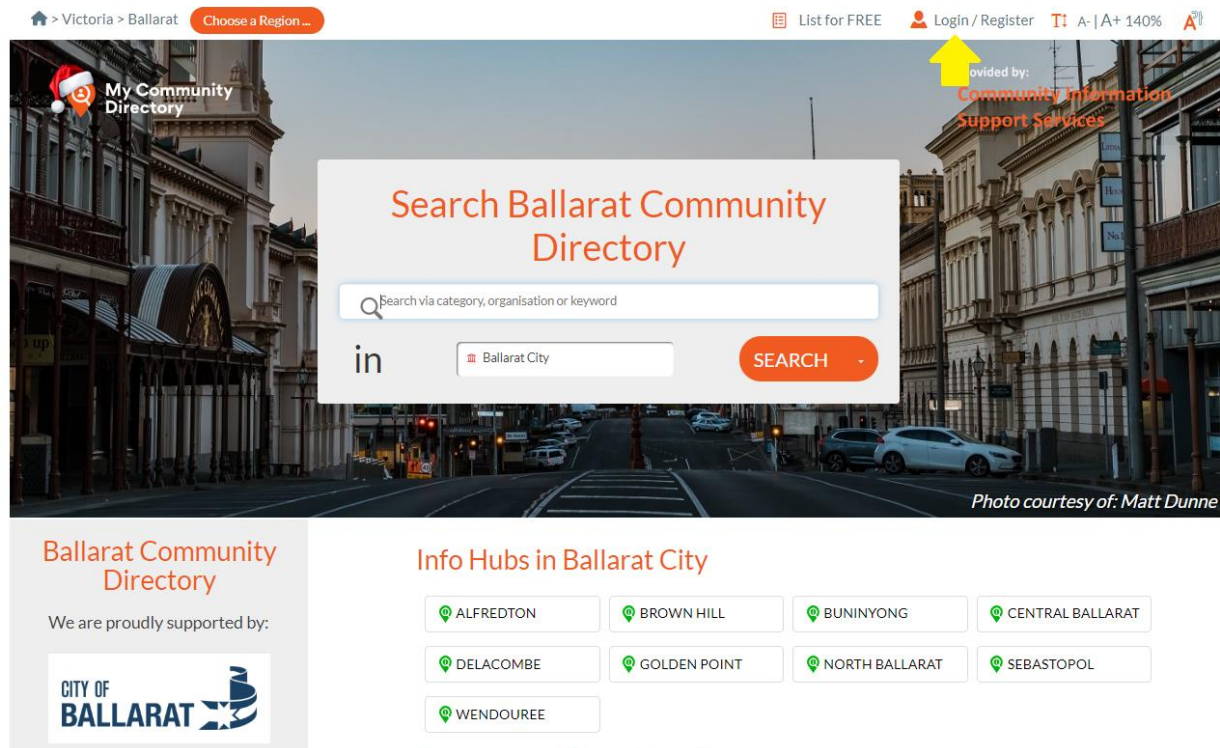 > Victoria > Ballarat Choose a Region ...
List for FREE Login / Register A- | A+ 140%
My Community
Directory
provided by:
Community Information
Support Services
Search Ballarat Community
Directory
Search via category, organisation or keyword
in Ballarat City SEARCH
Photo courtesy of: Matt Dunne
Ballarat Community
Directory
We are proudly supported by:
CITY OF
BALLARAT
Info Hubs in Ballarat City
ALFREDTON BROWN HILL BUNINYONG CENTRAL BALLARAT
DELACOMBE GOLDEN POINT NORTH BALLARAT SEBASTOPOL
WENDOUREE